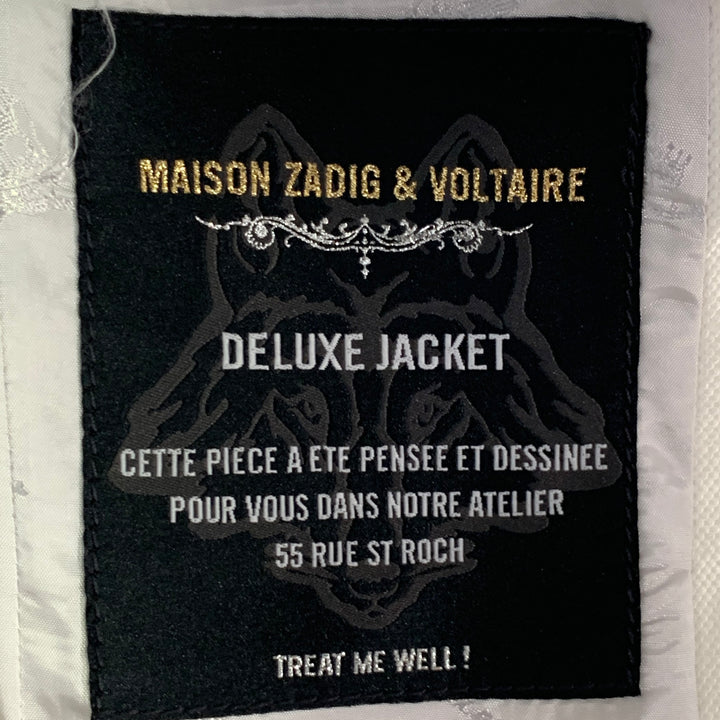 MAISON ZADIG & VOLTAIRE
DELUXE JACKET
CETTE PIECE A ETE PENSEE ET DESSINEE
POUR VOUS DANS NOTRE ATELIER
55 RUE ST ROCH
TREAT ME WELL !